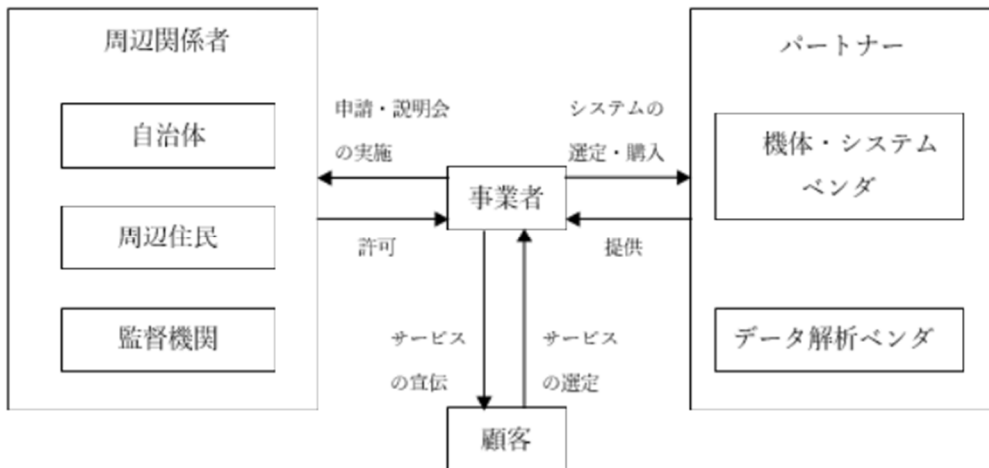 周辺関係者
自治体
周辺住民
監督機関
申請・説明会
の実施
許可
事業者
システムの
選定・購入
提供
パートナー
機体・システム
ベンダ
データ解析ベンダ
サービス
の宣伝
サービス
の選定
顧客